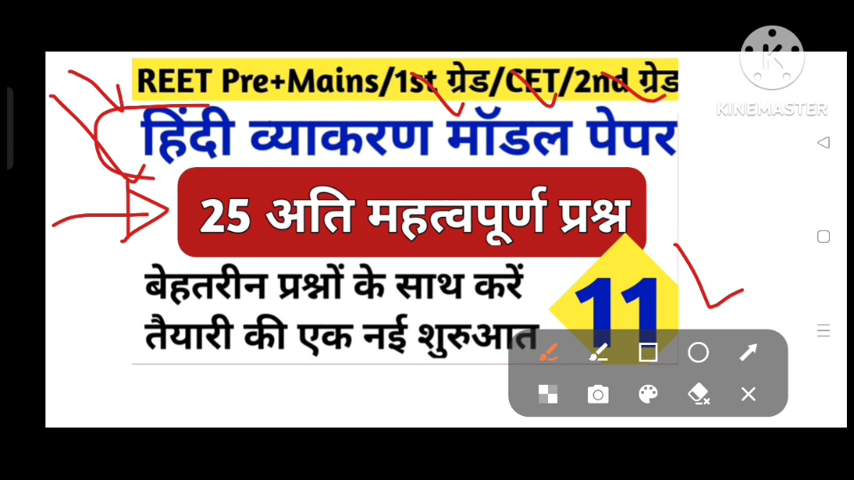 REET Pre+Mains/1st ग्रेड/CET/2nd ग्रेड
KINEMASTER
हिंदी व्याकरण मॉडल पेपर
25 अति महत्वपूर्ण प्रश्न
बेहतरीन प्रश्नों के साथ करें
तैयारी की एक नई शुरुआत
11